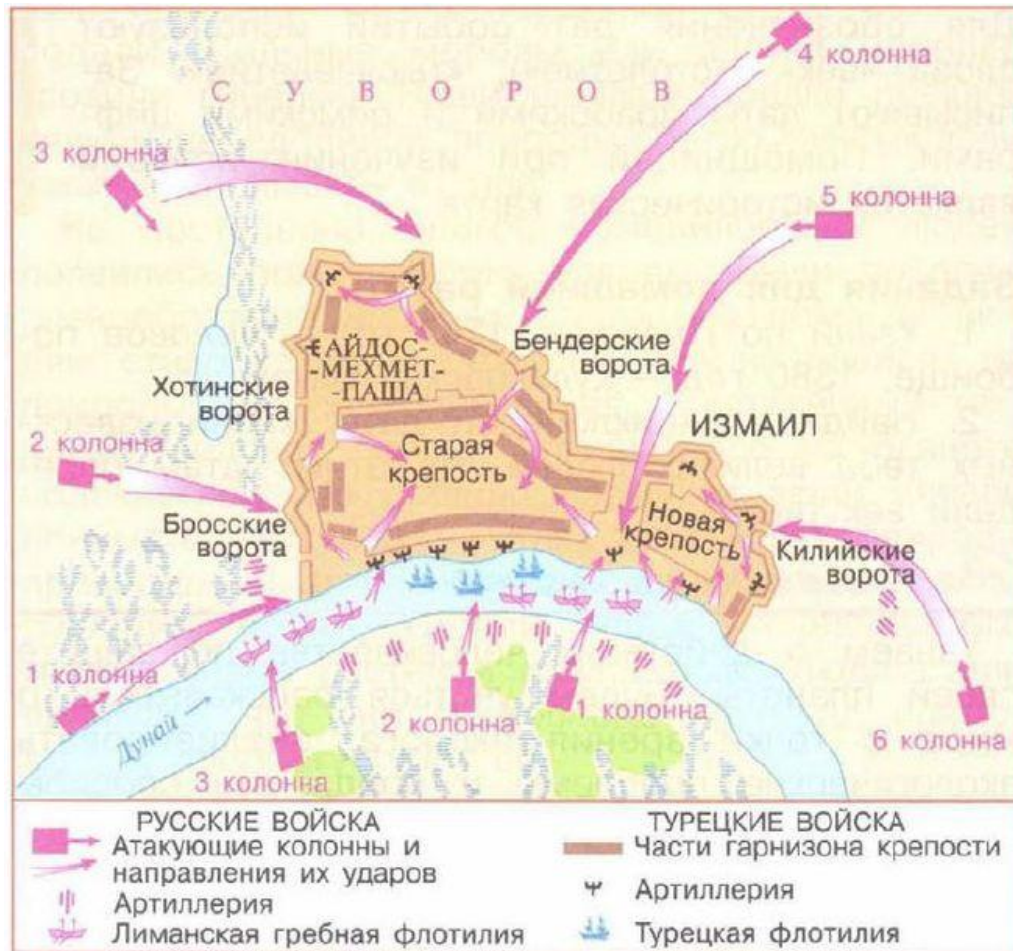 4 колонна
СУВОРОВ
3 колонна
5 колонна
Бендерские
ворота
АЙДОС-
-МЕХМЕТ-
-ПАША
Хотинские
ворота
ИЗМАИЛ
2 колонна
Старая
крепость
Новая
крепость
Бросские
ворота
Килийские
ворота
1 колонна
Дунай
2 колонна
1 колонна
6 колонна
3 колонна
РУССКИЕ ВОЙСКА
Атакующие колонны и
направления их ударов
Артиллерия
Лиманская гребная флотилия
ТУРЕЦКИЕ ВОЙСКА
Части гарнизона крепости
Артиллерия
Турецкая флотилия